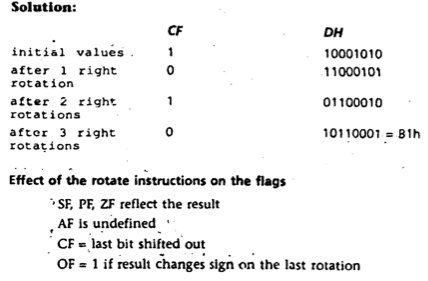 Solution:
CF DH
initial values . 1 10001010
after 1 right 0 11000101
rotation
after 2 right 1 01100010
rotations
after 3 right 0 10110001 = B1h
rotations
Effect of the rotate instructions on the flags
SF, PF, ZF reflect the result
AF is undefined
CF = last bit shifted out
OF = 1 if result changes sign on the last rotation